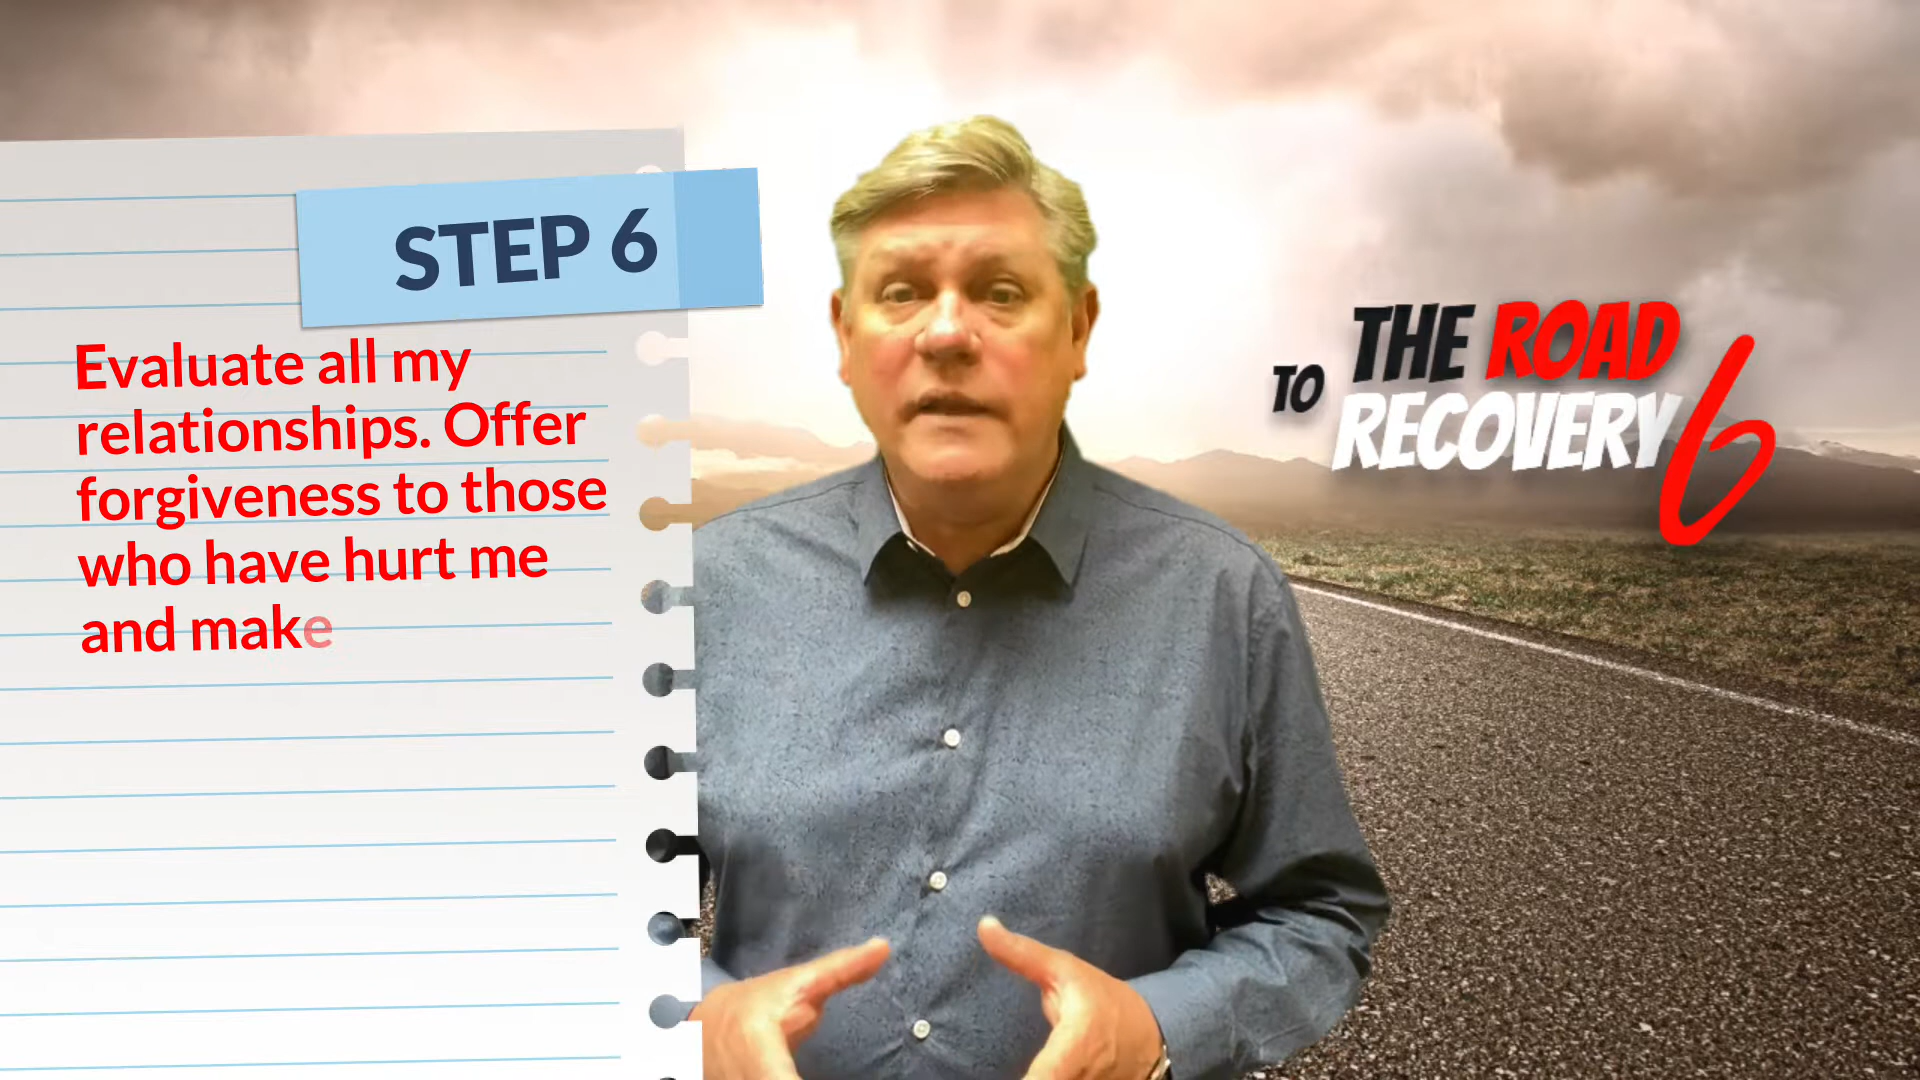 STEP 6
Evaluate all my
relationships. Offer
forgiveness to those
who have hurt me
and make
TO THE ROAD
RECOVERY 6